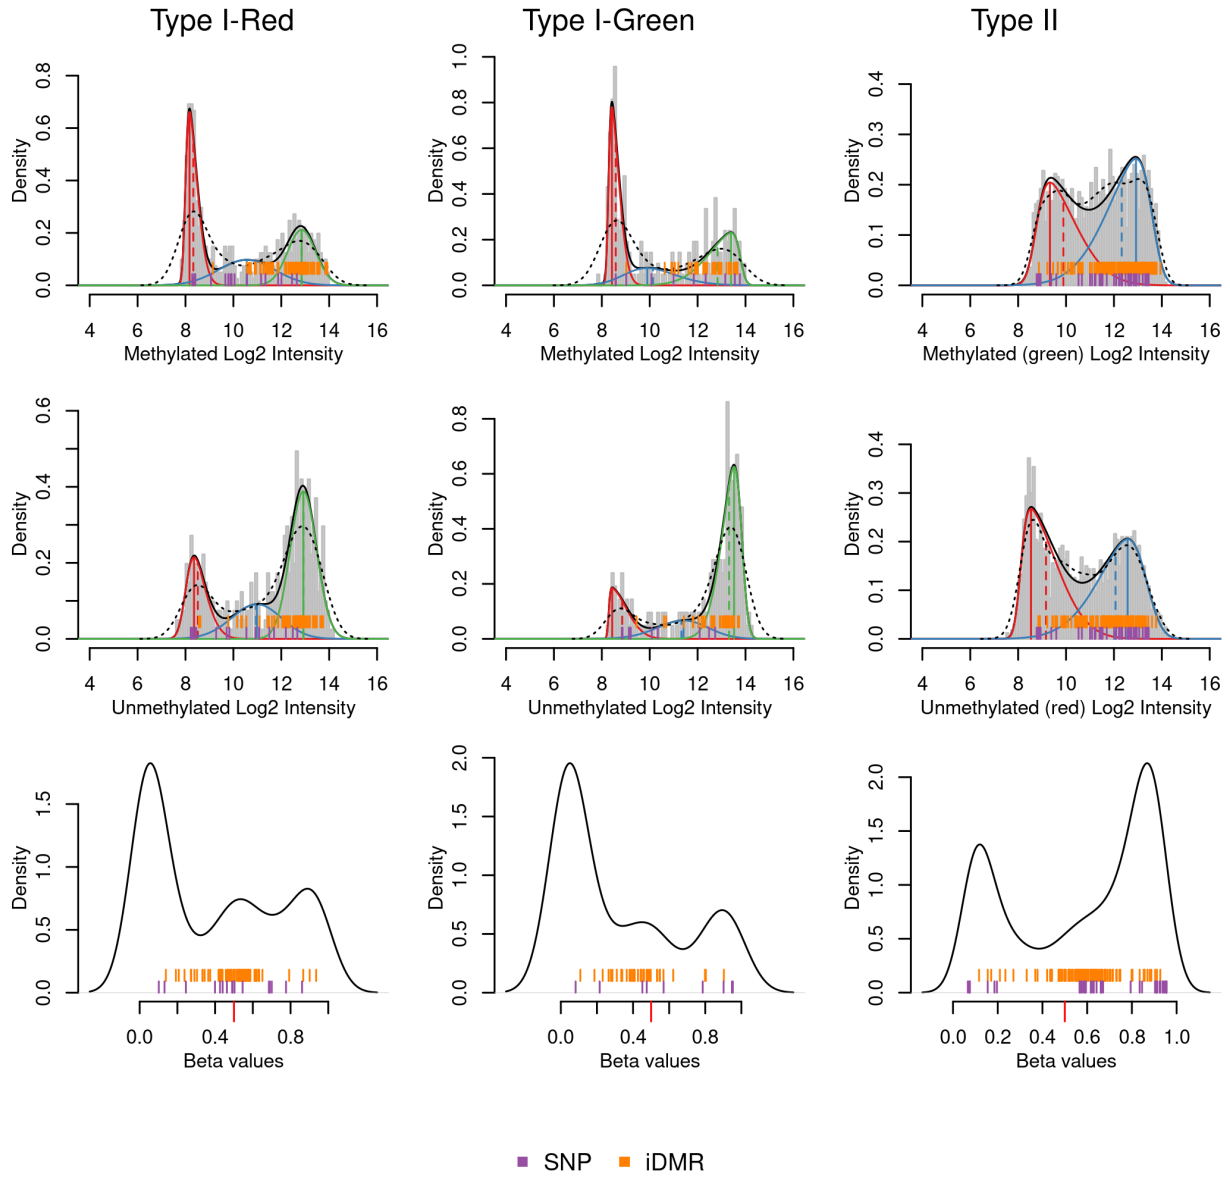 Type I-Red Type I-Green Type II
Density 0.0 0.2 0.4 0.6 0.8
4 6 8 10 12 14 16
Methylated Log2 Intensity
Density 0.0 0.2 0.4 0.6 0.8 1.0
4 6 8 10 12 14 16
Methylated Log2 Intensity
Density 0.0 0.1 0.2 0.3 0.4
4 6 8 10 12 14 16
Methylated (green) Log2 Intensity
Density 0.0 0.2 0.4 0.6
4 6 8 10 12 14 16
Unmethylated Log2 Intensity
Density 0.0 0.2 0.4 0.6 0.8
4 6 8 10 12 14 16
Unmethylated Log2 Intensity
Density 0.0 0.1 0.2 0.3 0.4
4 6 8 10 12 14 16
Unmethylated (red) Log2 Intensity
Density 0.0 0.5 1.0 1.5
0.0 0.4 0.8
Beta values
Density 0.0 0.5 1.0 1.5 2.0
0.0 0.4 0.8
Beta values
Density 0.0 0.5 1.0 1.5 2.0
0.0 0.2 0.4 0.6 0.8 1.0
Beta values
SNP iDMR